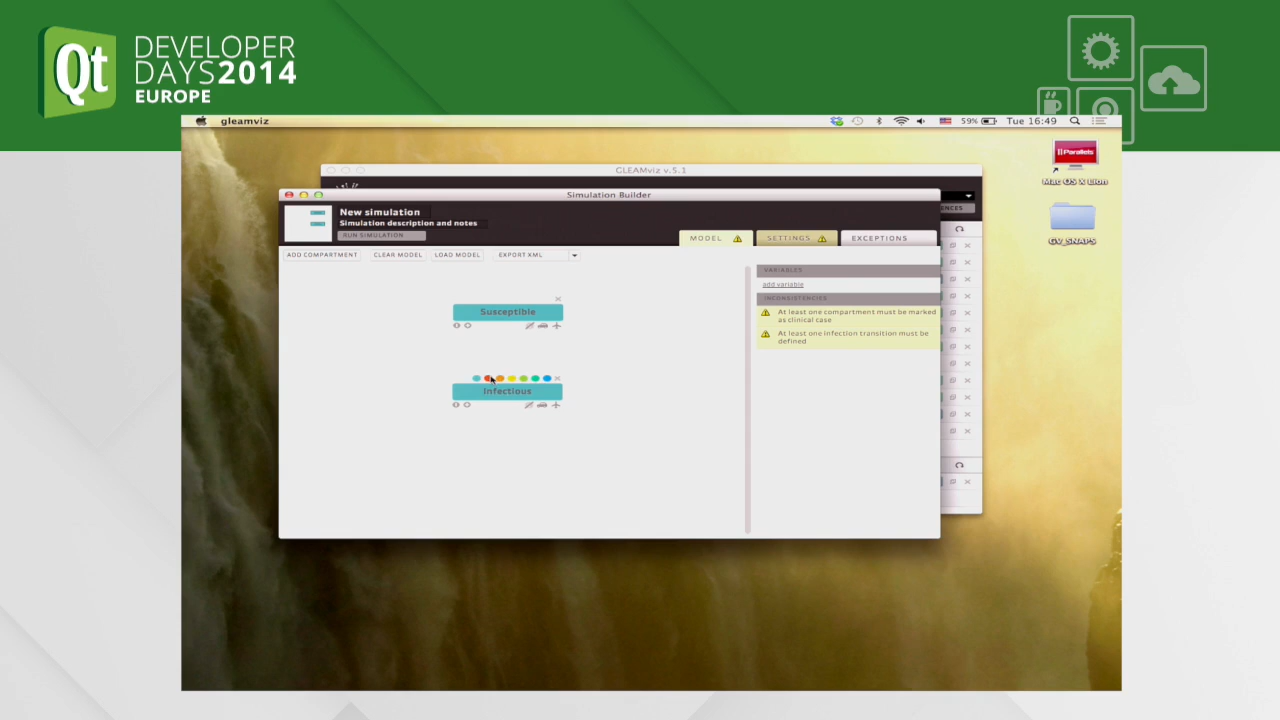 Qt
DEVELOPER
DAYS2014
EUROPE
gleamviz
59%
Tue 16:49
Parallels
Mac OS X Lion
GV_SNAPS
GLEAMviz v.5.1
Simulation Builder
New simulation
Simulation description and notes
RUN SIMULATION
ENCES
MODEL
SETTINGS
EXCEPTIONS
ADD COMPARTMENT
CLEAR MODEL
LOAD MODEL
EXPORT XML
VARIABLES
add variable
INCONSISTENCIES
At least one compartment must be marked
as clinical case
At least one infection transition must be
defined
Susceptible
Infectious